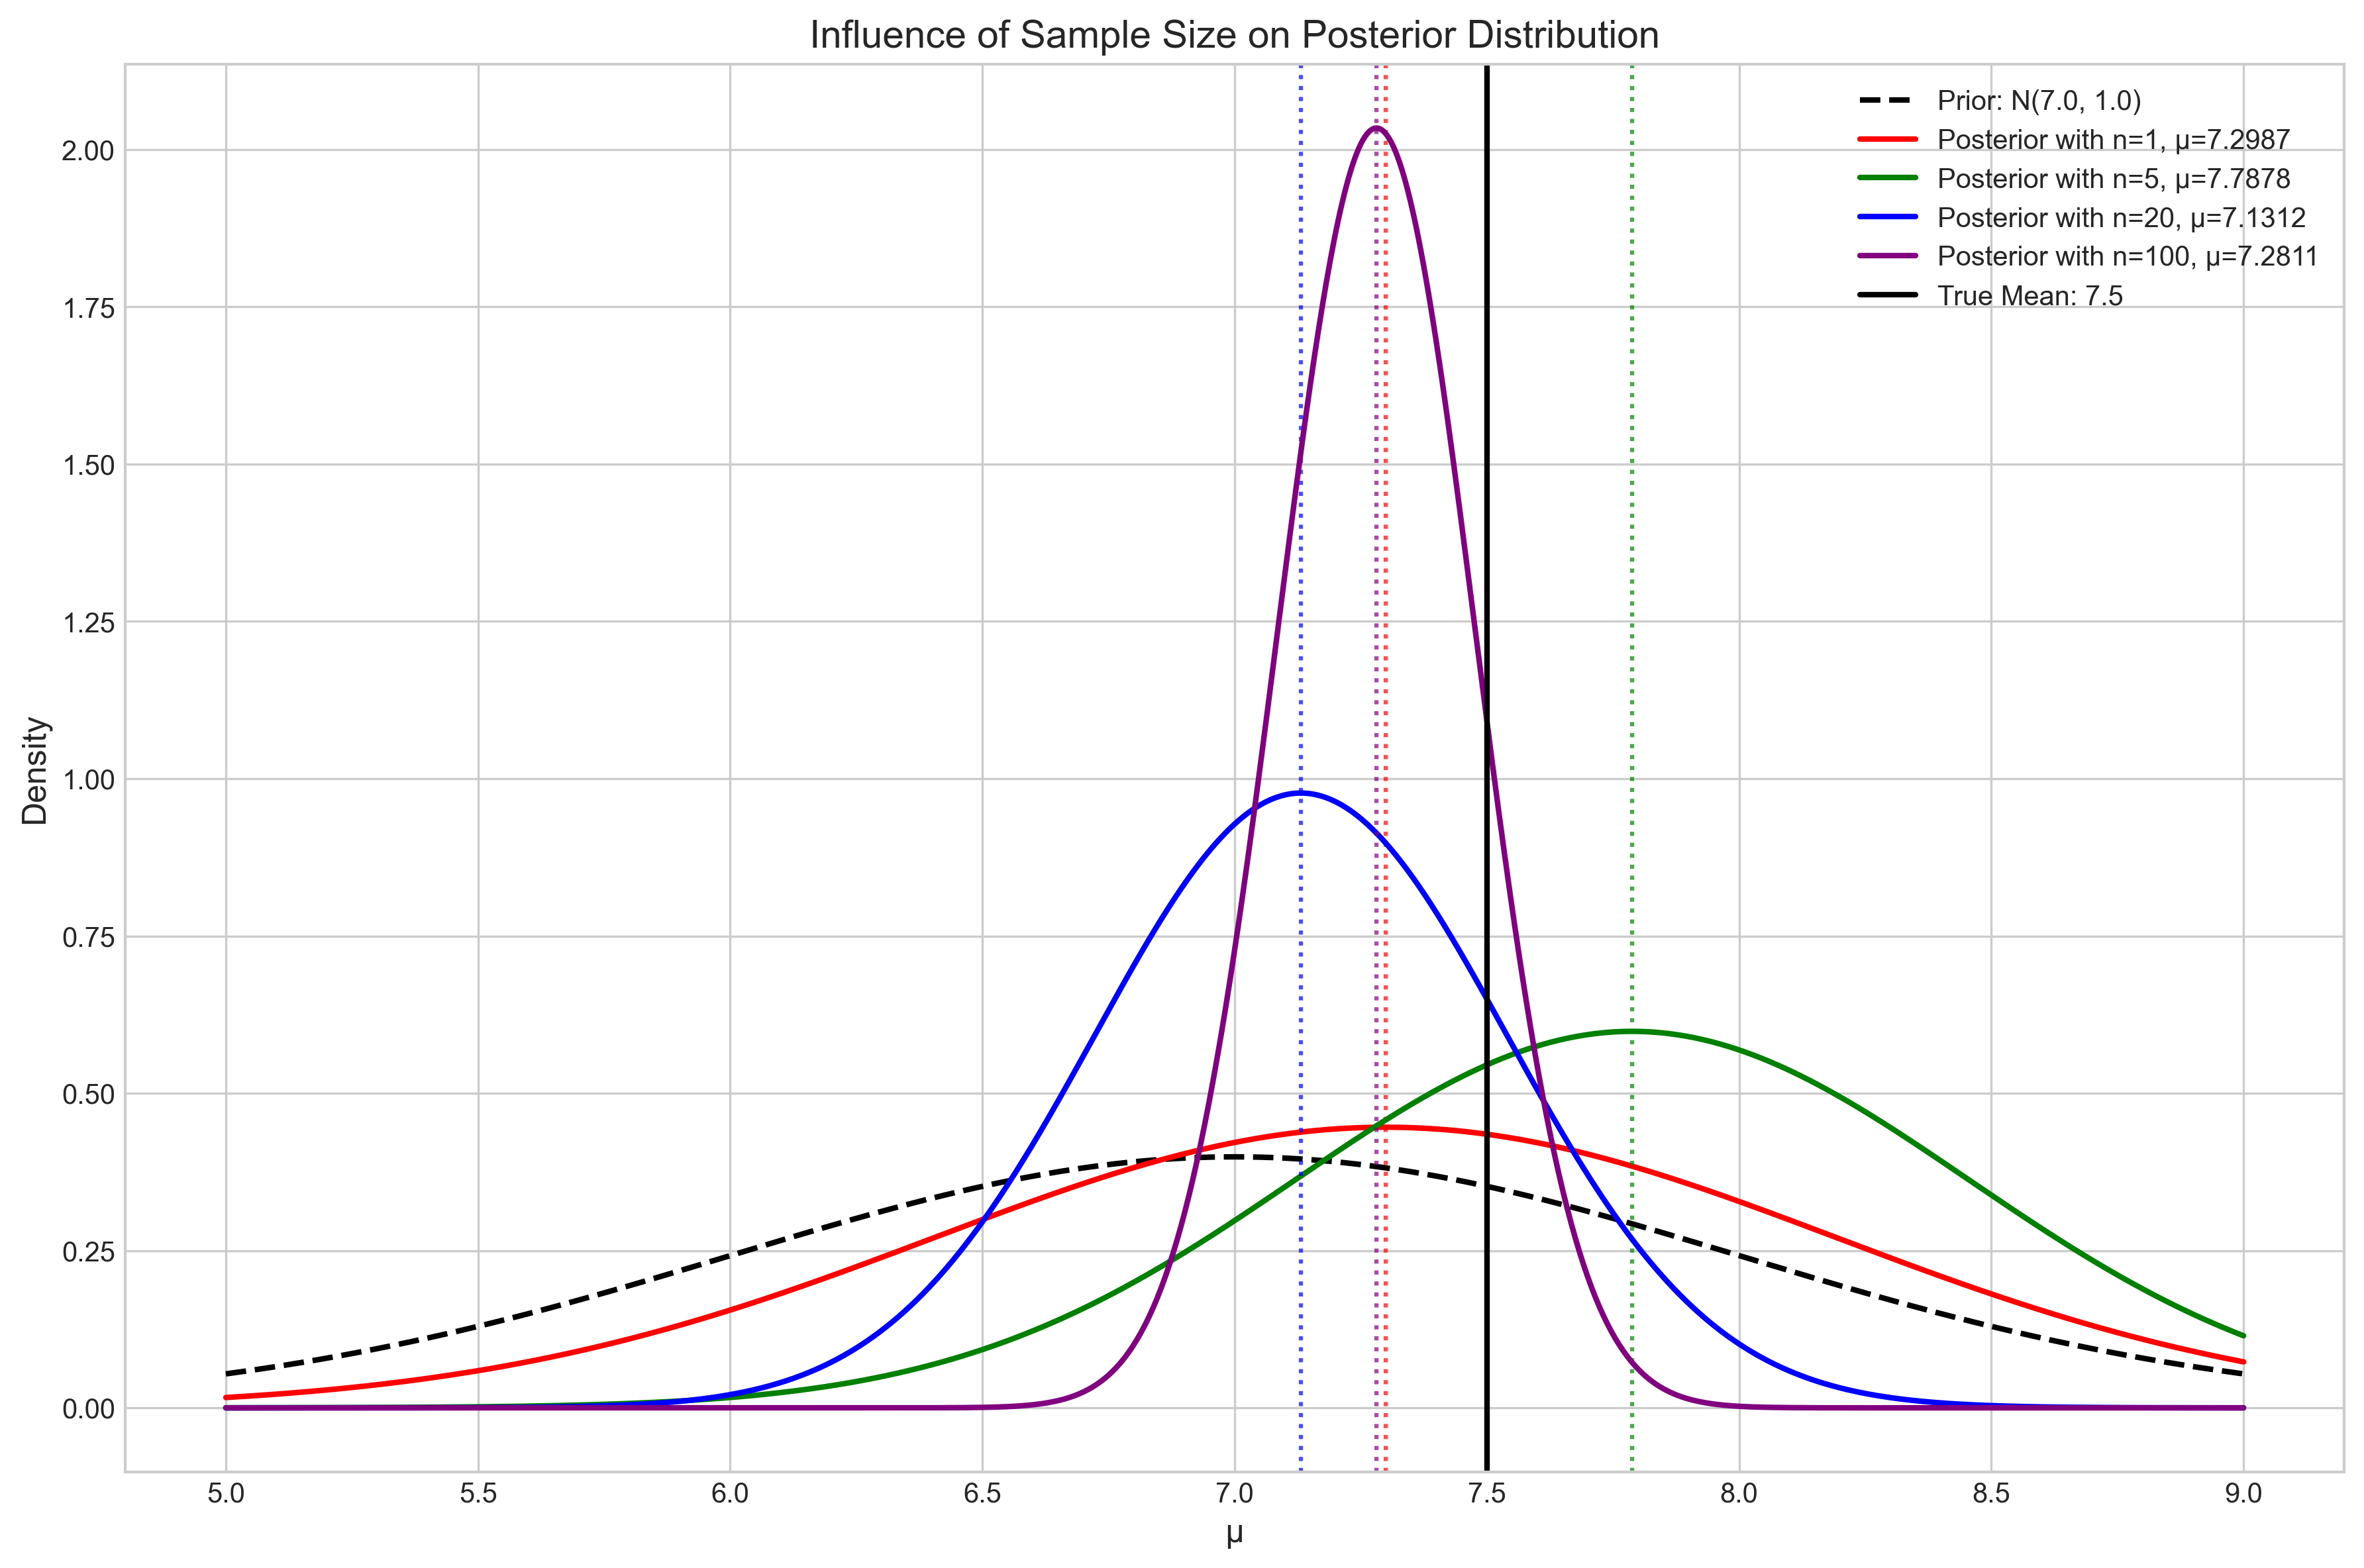 Influence of Sample Size on Posterior Distribution
Prior: N(7.0, 1.0)
Posterior with n=1, μ=7.2987
Posterior with n=5, μ=7.7878
Posterior with n=20, μ=7.1312
Posterior with n=100, μ=7.2811
True Mean: 7.5
Density
2.00
1.75
1.50
1.25
1.00
0.75
0.50
0.25
0.00
5.0 5.5 6.0 6.5 7.0 7.5 8.0 8.5 9.0
μ